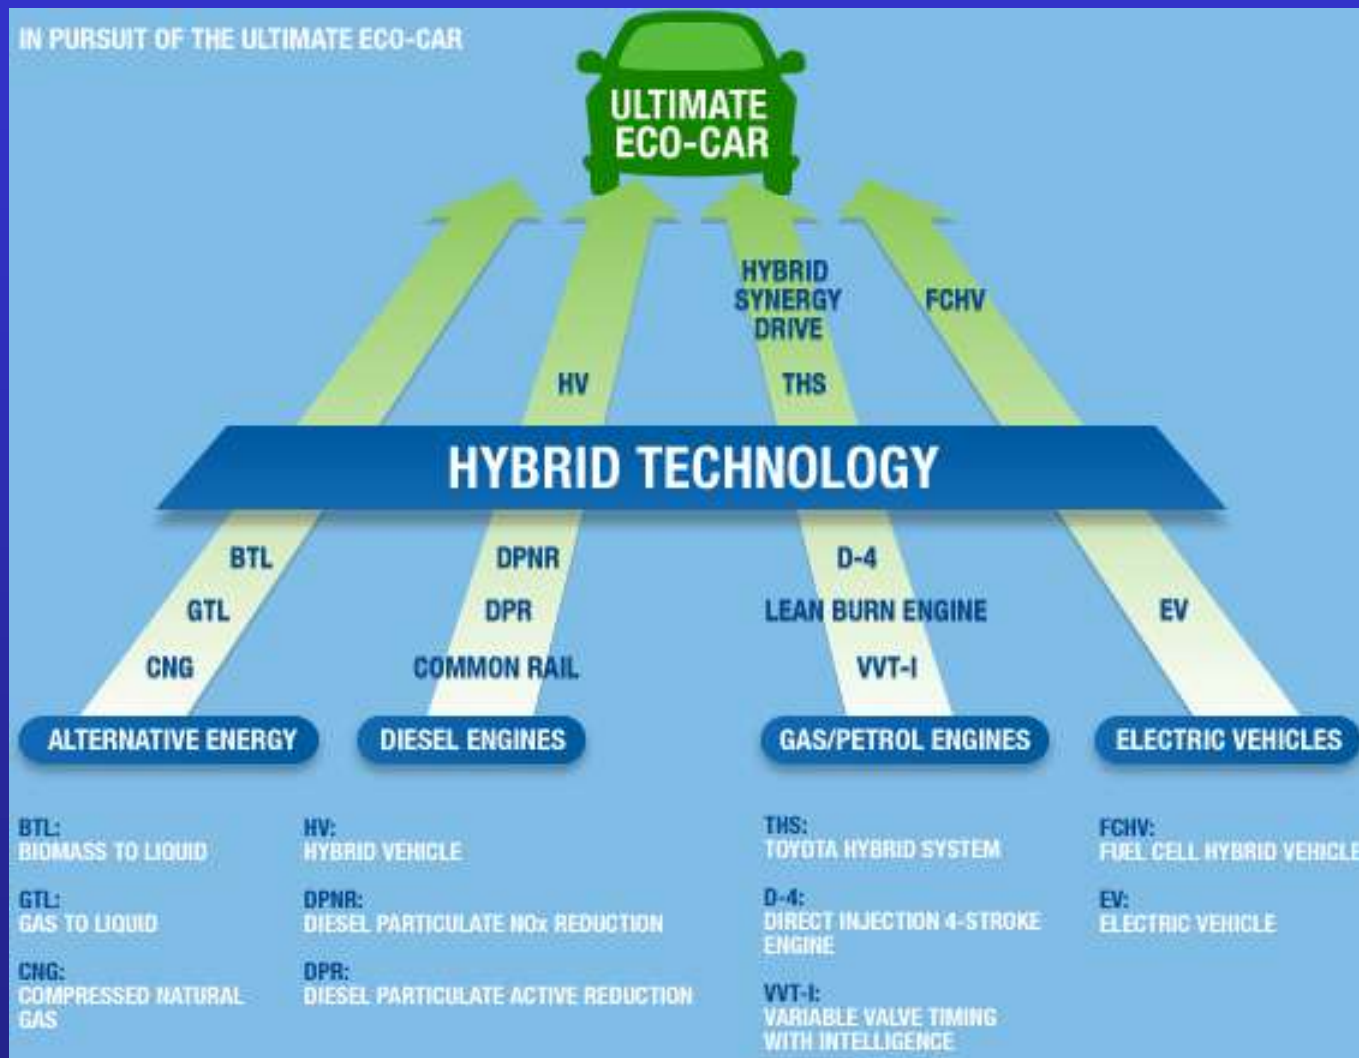 IN PURSUIT OF THE ULTIMATE ECO-CAR
ULTIMATE
ECO-CAR
HYBRID
SYNERGY
DRIVE
FCHV
HV
THS
HYBRID TECHNOLOGY
BTL
DPNR
D-4
GTL
DPR
LEAN BURN ENGINE
EV
CNG
COMMON RAIL
VVT-I
ALTERNATIVE ENERGY
DIESEL ENGINES
GAS/PETROL ENGINES
ELECTRIC VEHICLES
BTL:
BIOMASS TO LIQUID
GTL:
GAS TO LIQUID
CNG:
COMPRESSED NATURAL
GAS
HV:
HYBRID VEHICLE
DPNR:
DIESEL PARTICULATE NOx REDUCTION
DPR:
DIESEL PARTICULATE ACTIVE REDUCTION
THS:
TOYOTA HYBRID SYSTEM
D-4:
DIRECT INJECTION 4-STROKE
ENGINE
VVT-I:
VARIABLE VALVE TIMING
WITH INTELLIGENCE
FCHV:
FUEL CELL HYBRID VEHICLE
EV:
ELECTRIC VEHICLE